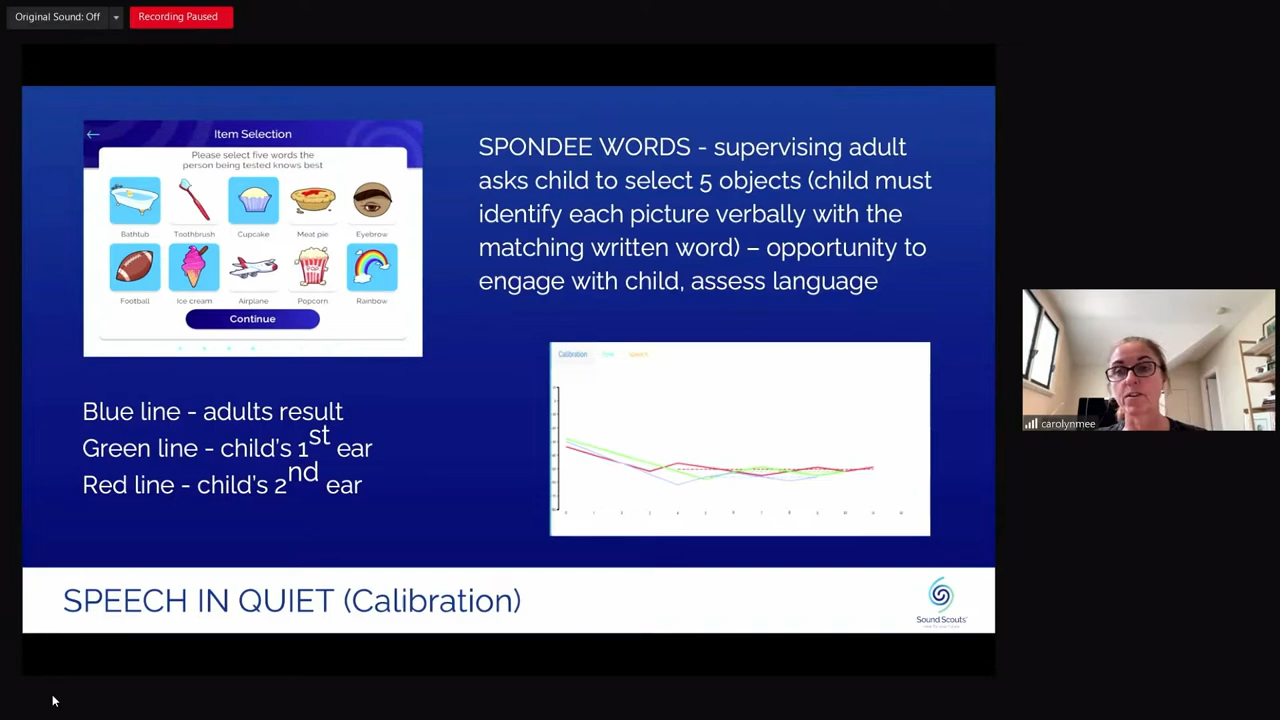 Original Sound: Off
Recording Paused
Item Selection
Please select five words the
person being tested knows best
Bathtub Toothbrush Cupcake Meat pie Eyebrow
Football Ice cream Airplane Popcorn Rainbow
Continue
SPONDEE WORDS - supervising adult
asks child to select 5 objects (child must
identify each picture verbally with the
matching written word) – opportunity to
engage with child, assess language
Calibration
Blue line - adults result
Green line - child's 1st ear
Red line - child's 2nd ear
carolynmee
SPEECH IN QUIET (Calibration)
Sound Scouts